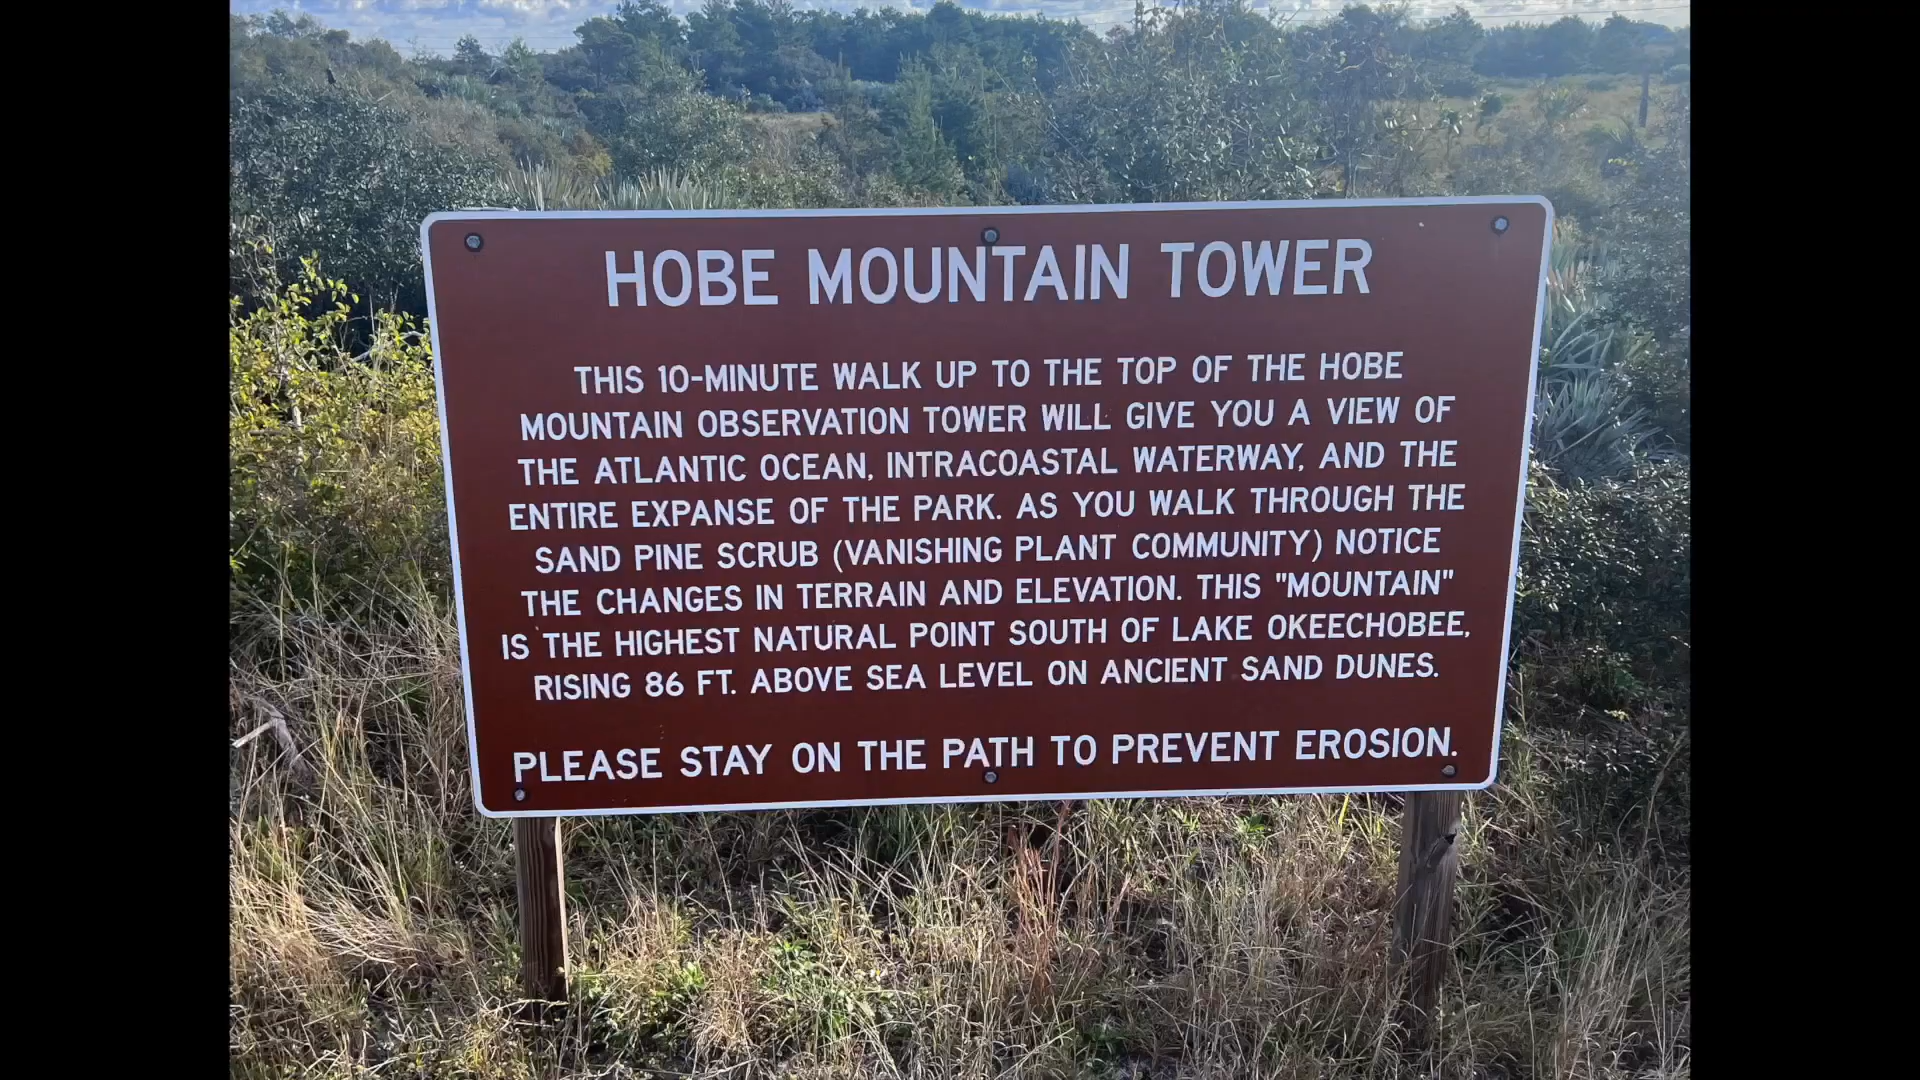 HOBE MOUNTAIN TOWER
THIS 10-MINUTE WALK UP TO THE TOP OF THE HOBE
MOUNTAIN OBSERVATION TOWER WILL GIVE YOU A VIEW OF
THE ATLANTIC OCEAN, INTRACOASTAL WATERWAY, AND THE
ENTIRE EXPANSE OF THE PARK. AS YOU WALK THROUGH THE
SAND PINE SCRUB (VANISHING PLANT COMMUNITY) NOTICE
THE CHANGES IN TERRAIN AND ELEVATION. THIS "MOUNTAIN"
IS THE HIGHEST NATURAL POINT SOUTH OF LAKE OKEECHOBEE,
RISING 86 FT. ABOVE SEA LEVEL ON ANCIENT SAND DUNES.
PLEASE STAY ON THE PATH TO PREVENT EROSION.